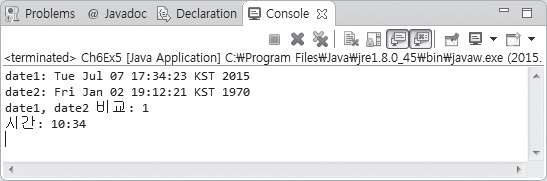 Problems @ Javadoc Declaration Console
<terminated> Ch6Ex5 [Java Application] C:₩Program Files₩Java₩jre1.8.0_45₩bin₩javaw.exe (2015.
date1: Tue Jul 07 17:34:23 KST 2015
date2: Fri Jan 02 19:12:21 KST 1970
date1, date2 비교: 1
시간: 10:34